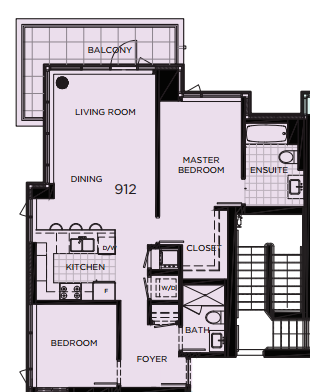 BALCONY
LIVING ROOM
MASTER
BEDROOM
ENSUITE
DINING
912
D/W
CLOSET
KITCHEN
W/D
F
BATH
BEDROOM
FOYER